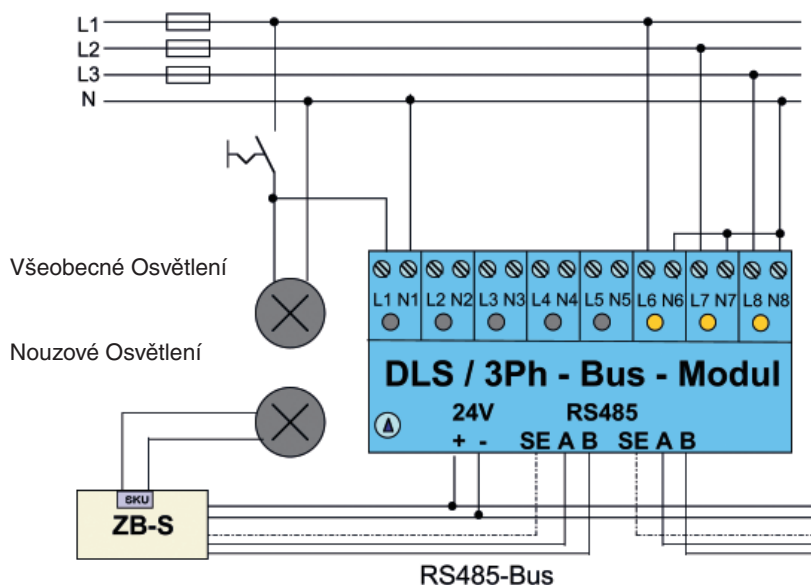 L1
L2
L3
N
Všeobecné Osvětlení
Nouzové Osvětlení
L1 N1 L2 N2 L3 N3 L4 N4 L5 N5 L6 N6 L7 N7 L8 N8
DLS / 3Ph - Bus - Modul
24V RS485
+ - SE A B SE A B
SKU
ZB-S
RS485-Bus